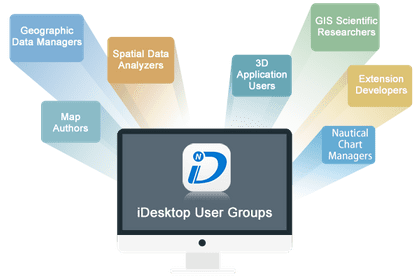 Geographic
Data Managers
Spatial Data
Analyzers
Map
Authors
3D
Application
Users
GIS Scientific
Researchers
Extension
Developers
Nautical
Chart
Managers
N
iD
iDesktop User Groups